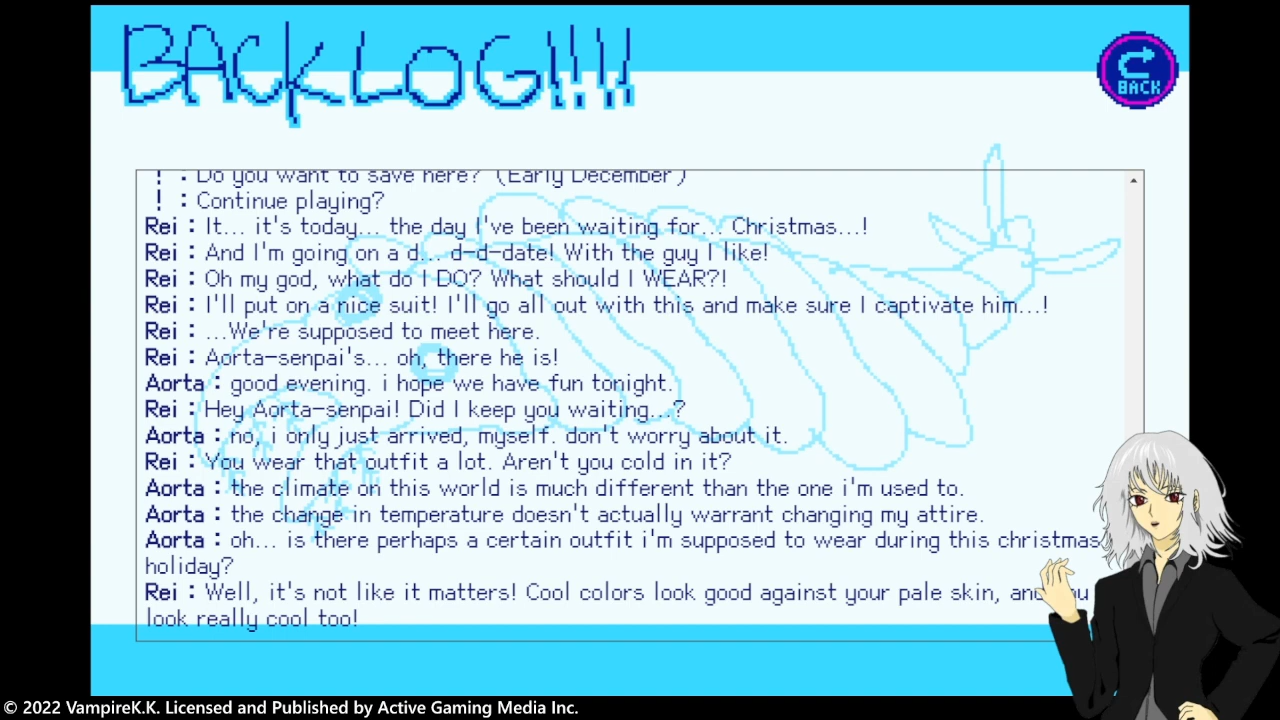 BACKLOG!!!!
BACK
! : Do you want to save here? (Early December)
! : Continue playing?
Rei : It... it's today... the day I've been waiting for... Christmas...!
Rei : And I'm going on a d... d-d-date! With the guy I like!
Rei : Oh my god, what do I DO? What should I WEAR?!
Rei : I'll put on a nice suit! I'll go all out with this and make sure I captivate him...!
Rei : ...We're supposed to meet here.
Rei : Aorta-senpai's... oh, there he is!
Aorta : good evening. i hope we have fun tonight.
Rei : Hey Aorta-senpai! Did I keep you waiting...?
Aorta : no, i only just arrived, myself. don't worry about it.
Rei : You wear that outfit a lot. Aren't you cold in it?
Aorta : the climate on this world is much different than the one i'm used to.
Aorta : the change in temperature doesn't actually warrant changing my attire.
Aorta : oh... is there perhaps a certain outfit i'm supposed to wear during this christmas
holiday?
Rei : Well, it's not like it matters! Cool colors look good against your pale skin, and
look really cool too!
© 2022 VampireK.K. Licensed and Published by Active Gaming Media Inc.